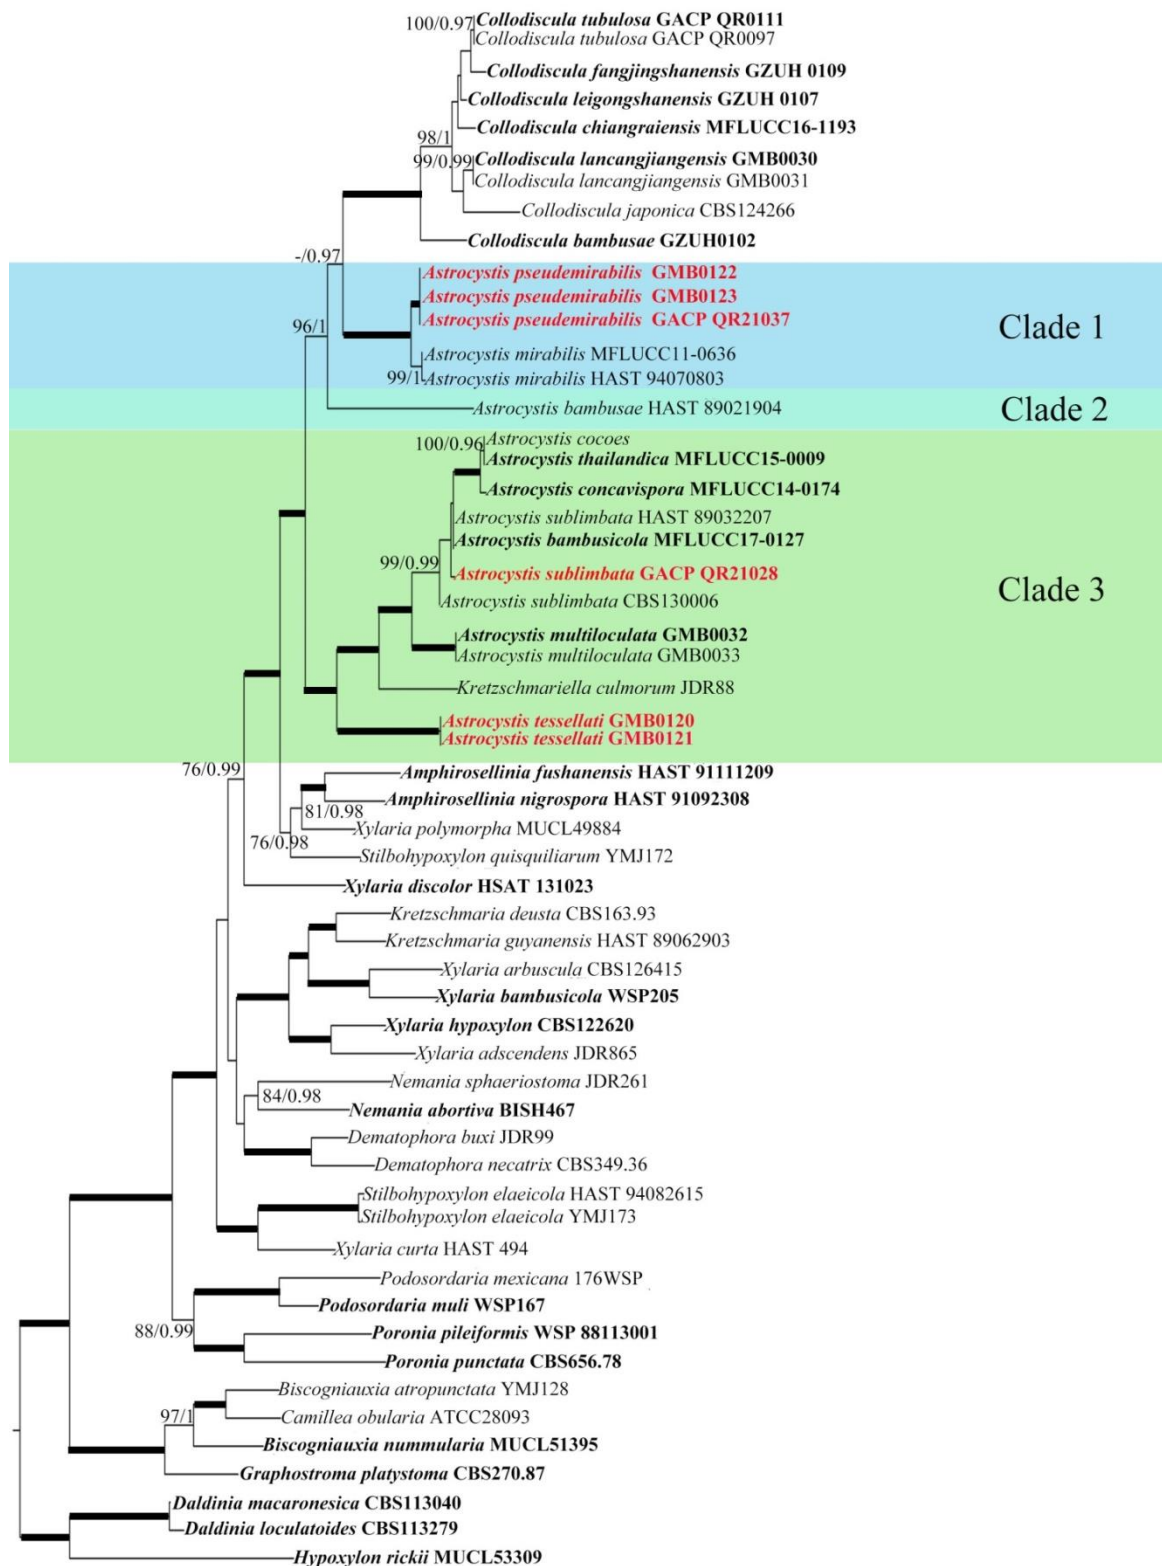 100/0.97
Collodiscula tubulosa GACP QR0111
Collodiscula tubulosa GACP QR0097
Collodiscula fangjingshanensis GZUH 0109
Collodiscula leigongshanensis GZUH 0107
Collodiscula chiangraiensis MFLUCC16-1193
98/1
99/0.99
Collodiscula lancangjiangensis GMB0030
Collodiscula lancangjiangensis GMB0031
Collodiscula japonica CBS124266
Collodiscula bambusae GZUH0102
-/0.97
Astrocystis pseudemirabilis GMB0122
Astrocystis pseudemirabilis GMB0123
Astrocystis pseudemirabilis GACP QR21037
Clade 1
96/1
Astrocystis mirabilis MFLUCC11-0636
99/1
Astrocystis mirabilis HAST 94070803
Astrocystis bambusae HAST 89021904
Clade 2
100/0.96
Astrocystis cocoes
Astrocystis thailandica MFLUCC15-0009
Astrocystis concavispora MFLUCC14-0174
Astrocystis sublimbata HAST 89032207
Astrocystis bambusicola MFLUCC17-0127
99/0.99
Astrocystis sublimbata GACP QR21028
Clade 3
Astrocystis sublimbata CBS130006
Astrocystis multiloculata GMB0032
Astrocystis multiloculata GMB0033
Kretzschmariella culmorum JDR88
Astrocystis tessellati GMB0120
Astrocystis tessellati GMB0121
76/0.99
Amphirosellinia fushanensis HAST 91111209
Amphirosellinia nigrospora HAST 91092308
81/0.98
Xylaria polymorpha MUCL49884
76/0.98
Stilbohypoxylon quisquiliarum YMJ172
Xylaria discolor HSAT 131023
Kretzschmaria deusta CBS163.93
Kretzschmaria guyanensis HAST 89062903
Xylaria arbuscula CBS126415
Xylaria bambusicola WSP205
Xylaria hypoxylon CBS122620
Xylaria adscendens JDR865
Nemania sphaeriostoma JDR261
84/0.98
Nemania abortiva BISH467
Dematophora buxi JDR99
Dematophora necatrix CBS349.36
Stilbohypoxylon elaeicola HAST 94082615
Stilbohypoxylon elaeicola YMJ173
Xylaria curta HAST 494
Podosordaria mexicana 176WSP
Podosordaria muli WSP167
88/0.99
Poronia pileiformis WSP 88113001
Poronia punctata CBS656.78
Biscogniauxia atropunctata YMJ128
97/1
Camillea obularia ATCC28093
Biscogniauxia nummularia MUCL51395
Graphostroma platystoma CBS270.87
Daldinia macaronesica CBS113040
Daldinia loculatoides CBS113279
Hypoxylon rickii MUCL53309